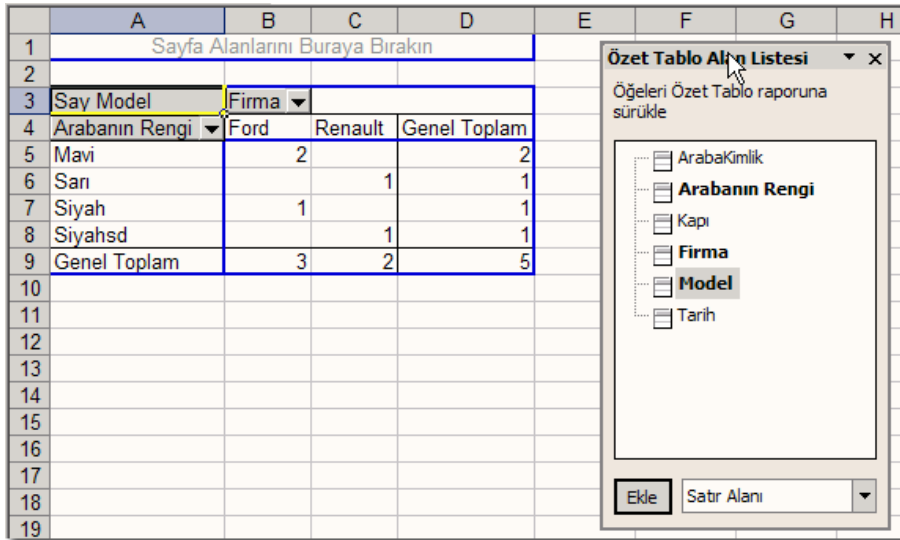 A B C D E F G H
1 Sayfa Alanlarını Buraya Bırakın
2
3 Say Model Firma
4 Arabanın Rengi Ford Renault Genel Toplam
5 Mavi 2 2
6 Sarı 1 1
7 Siyah 1 1
8 Siyahsd 1 1
9 Genel Toplam 3 2 5
10
11
12
13
14
15
16
17
18
19
Özet Tablo Alan Listesi
Öğeleri Özet Tablo raporuna
sürükle
ArabaKimlik
Arabanın Rengi
Kapı
Firma
Model
Tarih
Ekle Satır Alanı